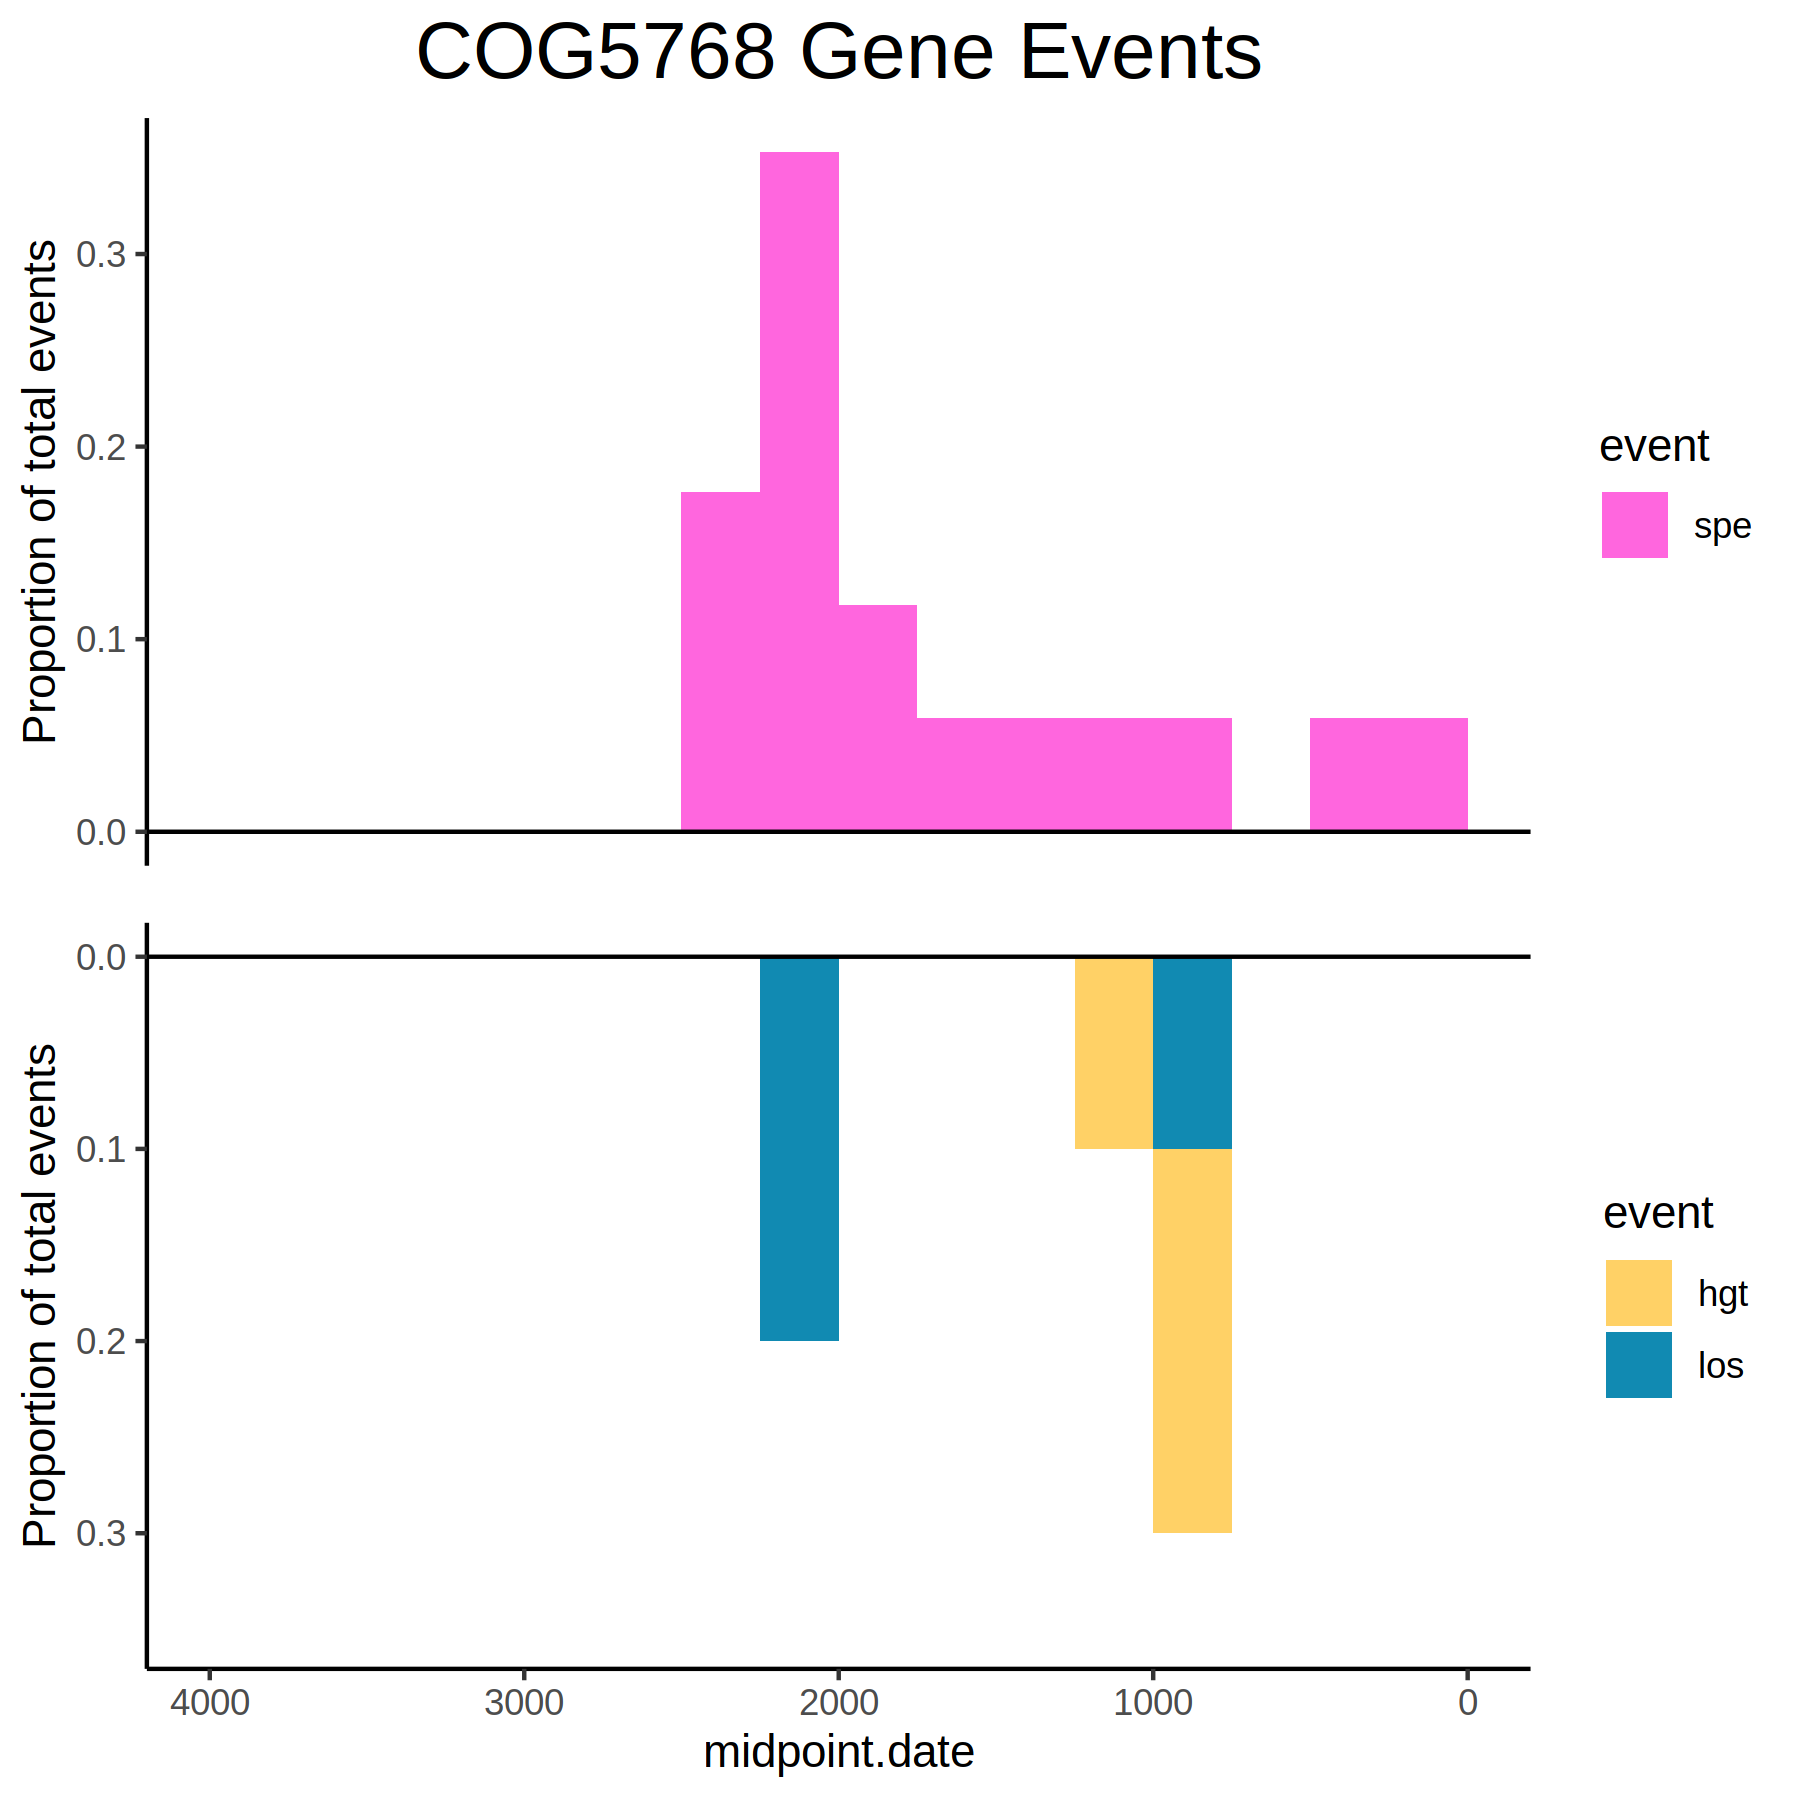 COG5768 Gene Events
Proportion of total events
0.3
0.2
0.1
0.0
event
spe
Proportion of total events
0.0
0.1
0.2
0.3
event
hgt
los
4000 3000 2000 1000 0
midpoint.date